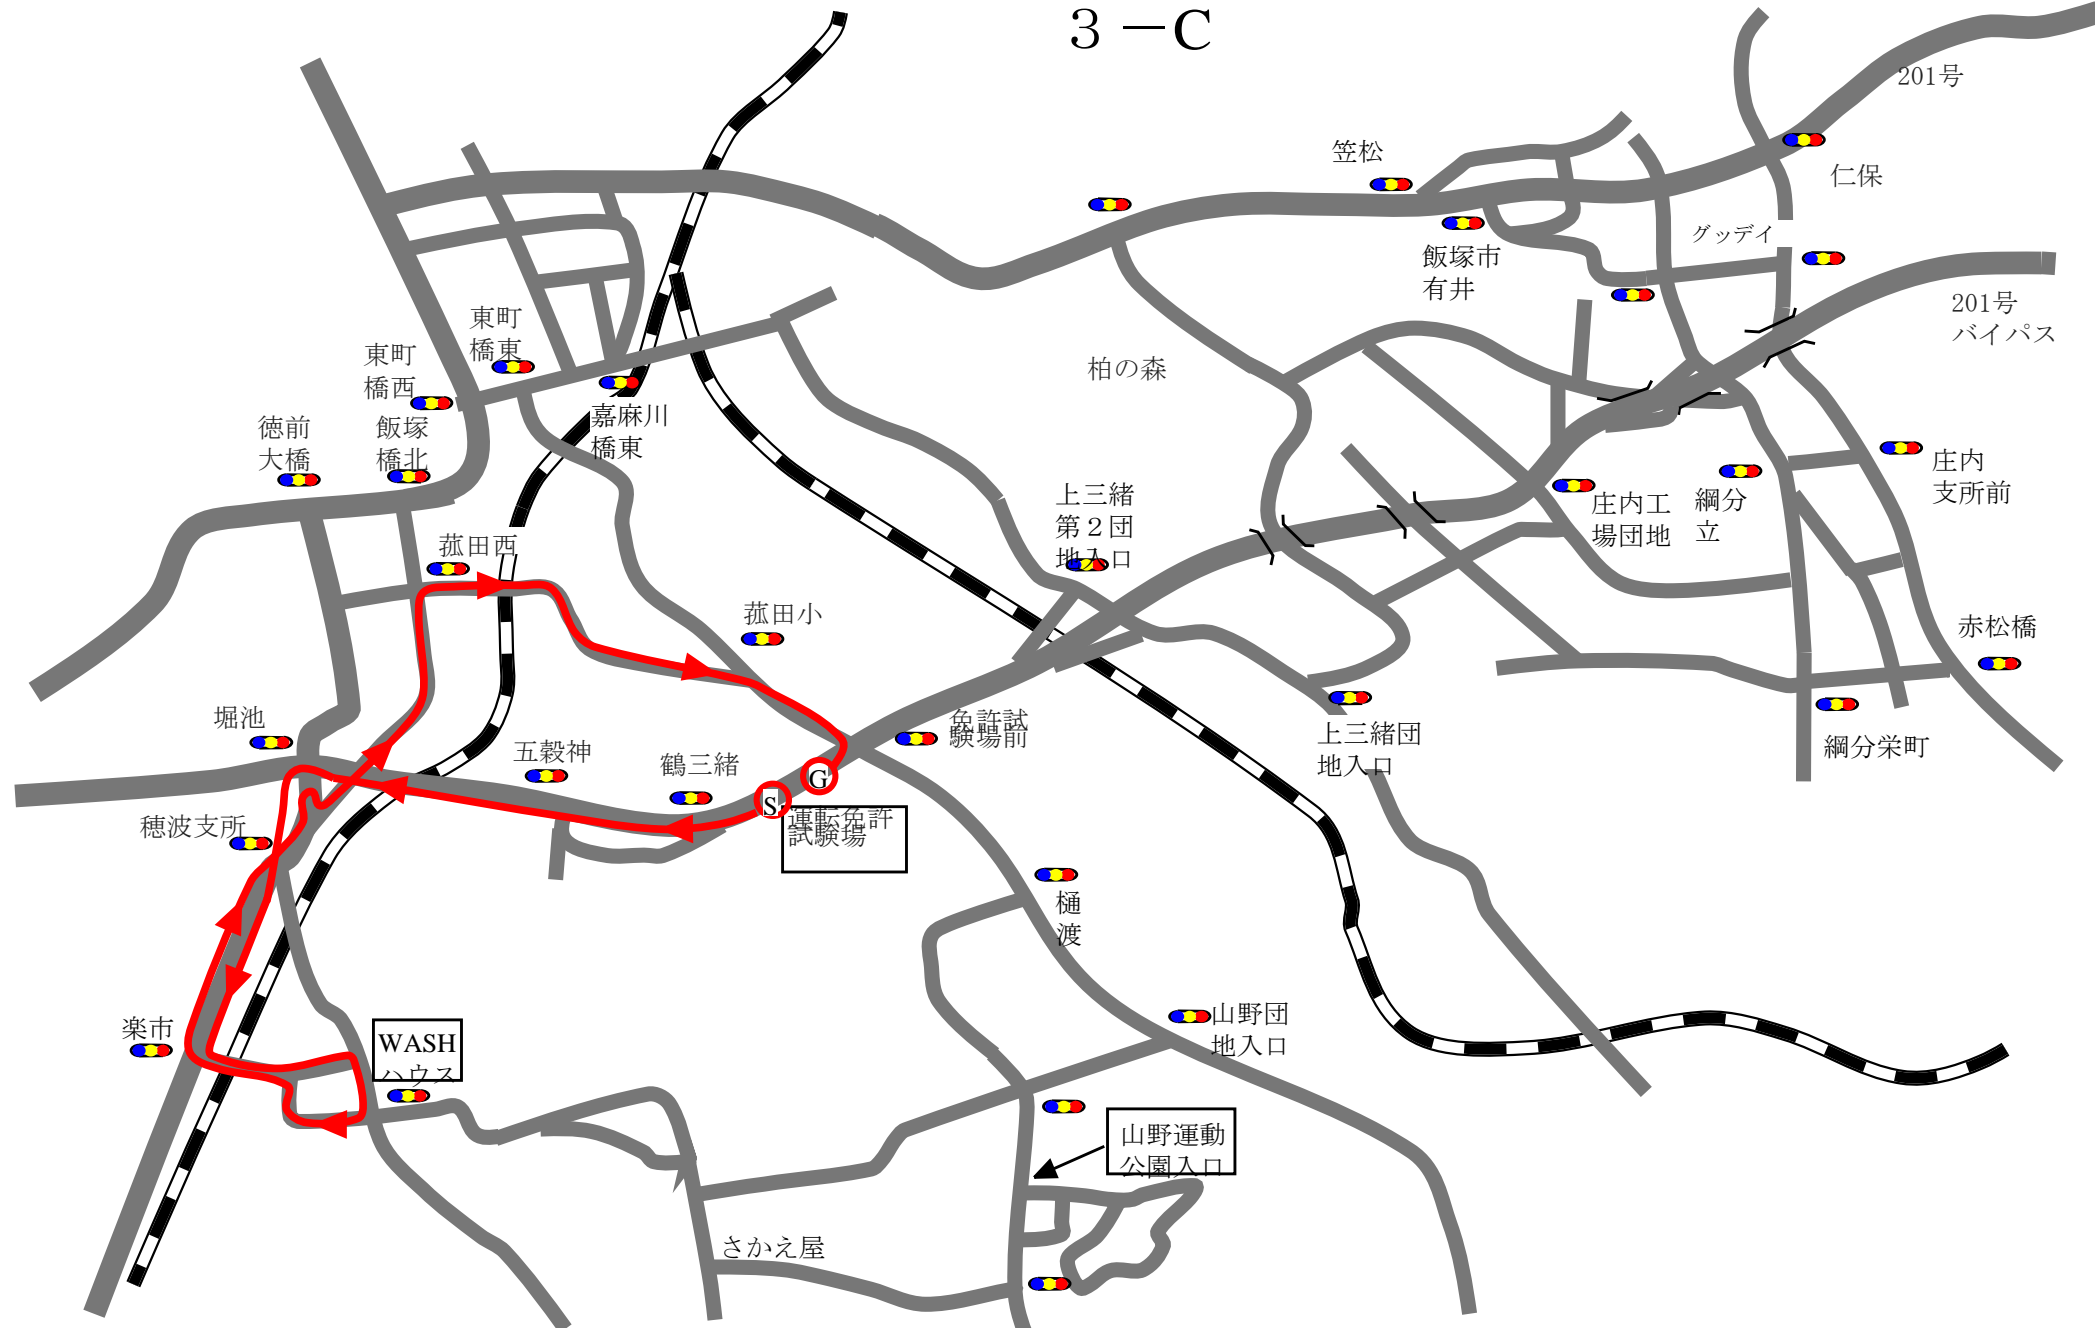 3－C
201号
笠松
仁保
グッデイ
飯塚市
有井
201号
バイパス
東町
橋東
東町
橋西
柏の森
嘉麻川
橋東
徳前
大橋
飯塚
橋北
庄内
支所前
上三緒
第２団
地入口
庄内工
場団地
綱分
立
菰田西
菰田小
赤松橋
堀池
免許試
験場前
五穀神
鶴三緒
上三緒団
地入口
綱分栄町
G
S
運転免許
試験場
穂波支所
樋
渡
楽市
WASH
ハウス
山野団
地入口
山野運動
公園入口
さかえ屋